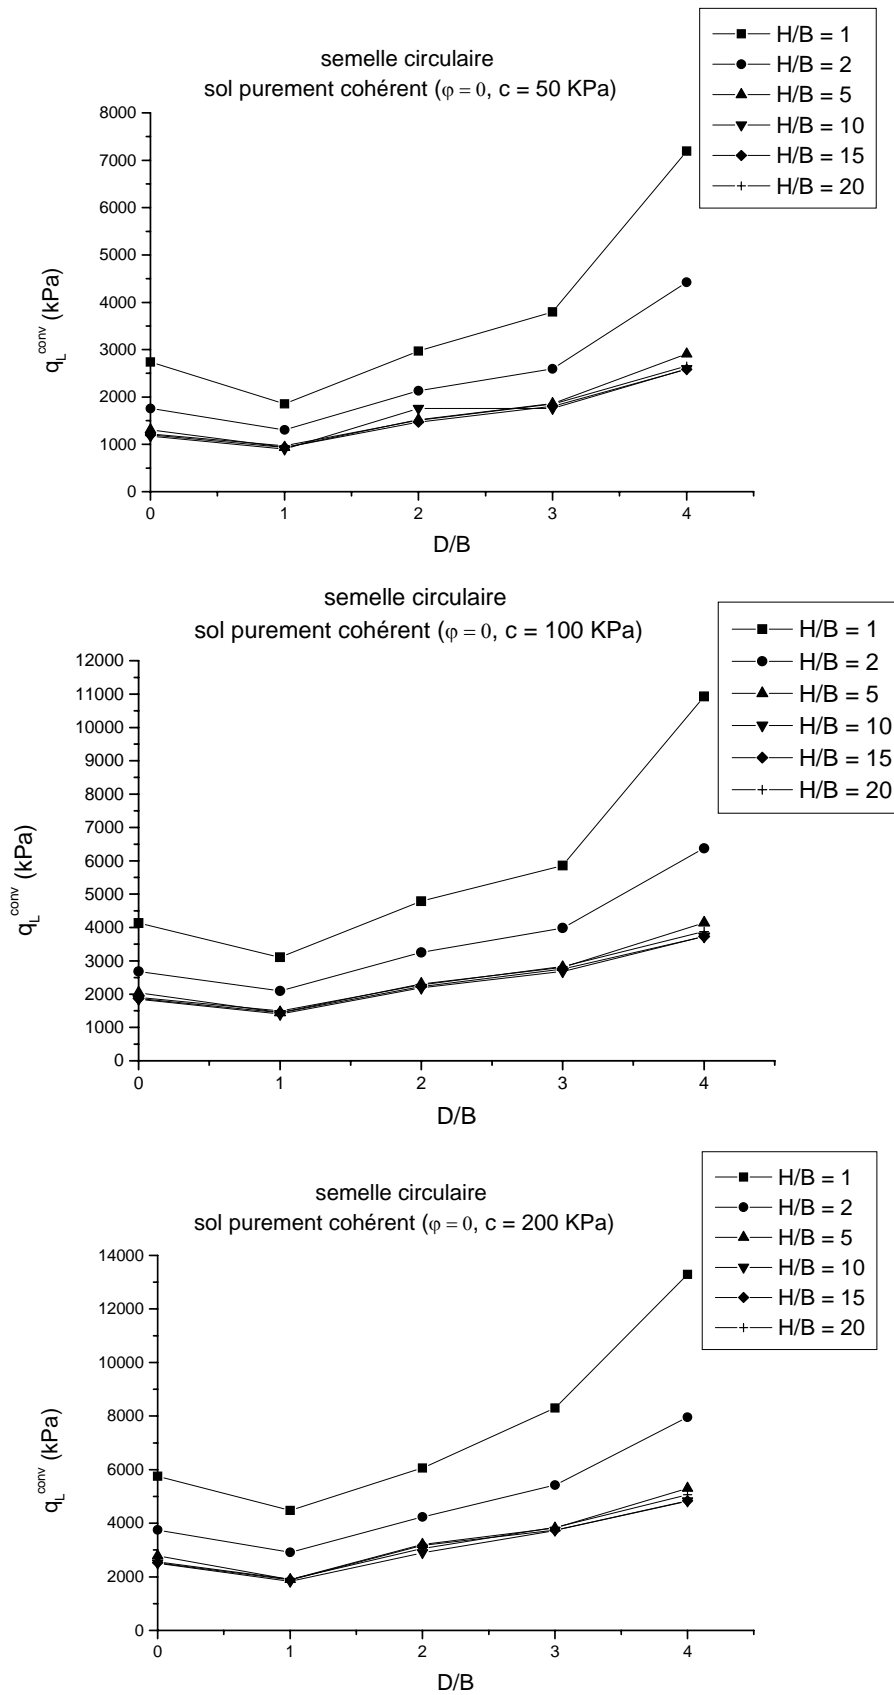 semelle circulaire
sol purement cohérent (φ = 0, c = 50 KPa)
H/B = 1
H/B = 2
H/B = 5
H/B = 10
H/B = 15
H/B = 20
8000
7000
6000
5000
4000
3000
2000
1000
0
q_L^conv (kPa)
0 1 2 3 4
D/B
semelle circulaire
sol purement cohérent (φ = 0, c = 100 KPa)
H/B = 1
H/B = 2
H/B = 5
H/B = 10
H/B = 15
H/B = 20
12000
11000
10000
9000
8000
7000
6000
5000
4000
3000
2000
1000
0
q_L^conv (kPa)
0 1 2 3 4
D/B
semelle circulaire
sol purement cohérent (φ = 0, c = 200 KPa)
H/B = 1
H/B = 2
H/B = 5
H/B = 10
H/B = 15
H/B = 20
14000
12000
10000
8000
6000
4000
2000
0
q_L^conv (kPa)
0 1 2 3 4
D/B